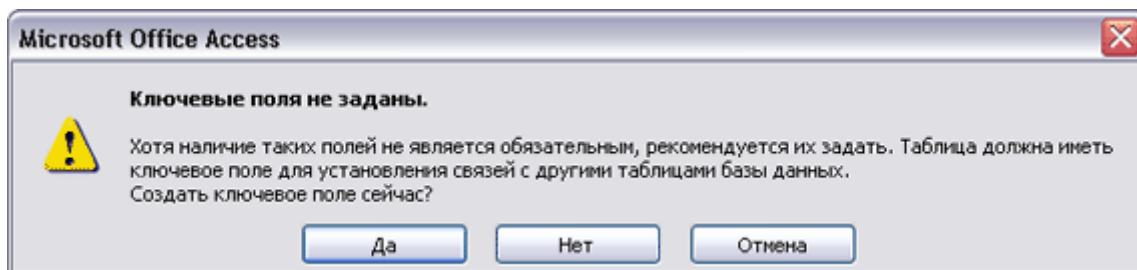 Microsoft Office Access
Ключевые поля не заданы.
Хотя наличие таких полей не является обязательным, рекомендуется их задать. Таблица должна иметь
ключевое поле для установления связей с другими таблицами базы данных.
Создать ключевое поле сейчас?
Да Нет Отмена